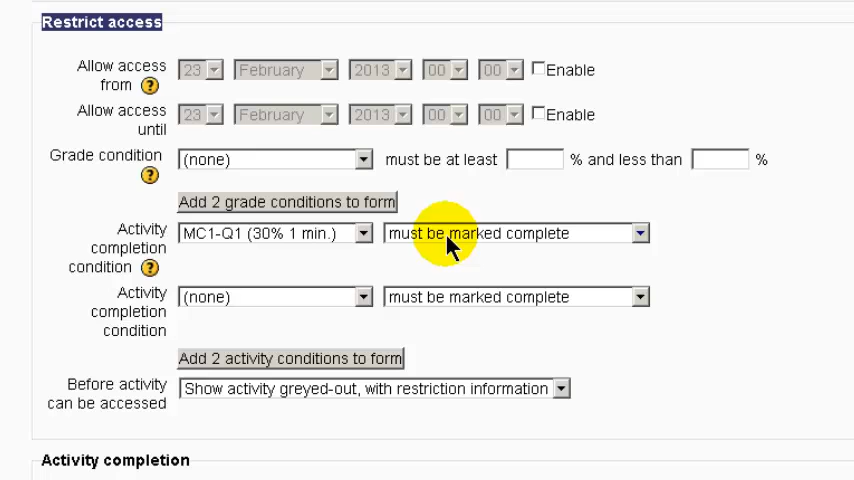 Restrict access
Allow access from ? 23 February 2013 00 00 Enable
Allow access until 23 February 2013 00 00 Enable
Grade condition ? (none) must be at least % and less than %
Add 2 grade conditions to form
Activity completion condition ? MC1-Q1 (30% 1 min.) must be marked complete
Activity completion condition (none) must be marked complete
Add 2 activity conditions to form
Before activity can be accessed Show activity greyed-out, with restriction information
Activity completion